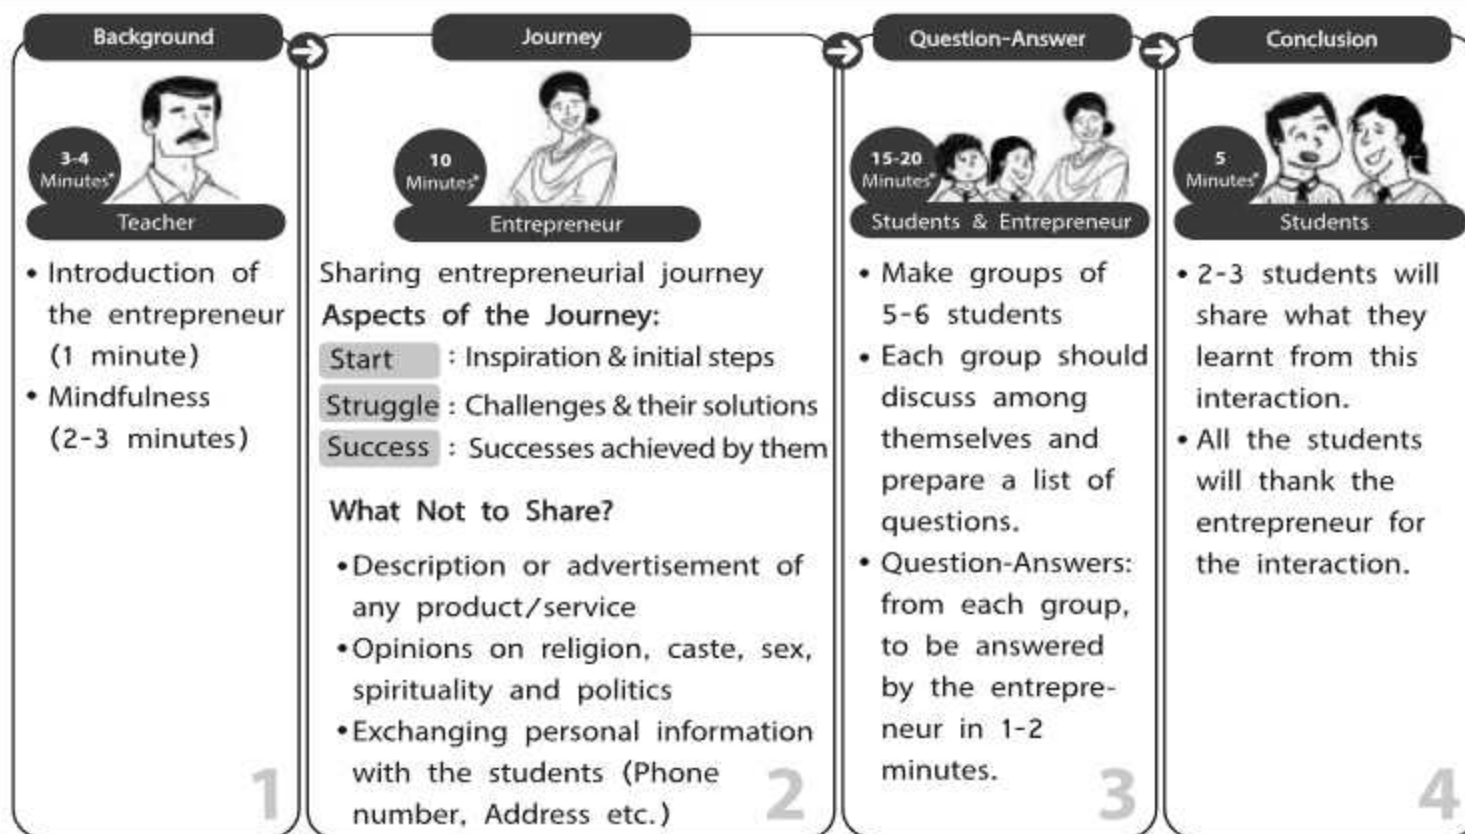 Background
3-4
Minutes*
Teacher
• Introduction of
the entrepreneur
(1 minute)
• Mindfulness
(2-3 minutes)
1
Journey
10
Minutes*
Entrepreneur
Sharing entrepreneurial journey
Aspects of the Journey:
Start : Inspiration & initial steps
Struggle : Challenges & their solutions
Success : Successes achieved by them
What Not to Share?
• Description or advertisement of
any product/service
• Opinions on religion, caste, sex,
spirituality and politics
• Exchanging personal information
with the students (Phone
number, Address etc.)
2
Question-Answer
15-20
Minutes*
Students & Entrepreneur
• Make groups of
5-6 students
• Each group should
discuss among
themselves and
prepare a list of
questions.
• Question-Answers:
from each group,
to be answered
by the entrepre-
neur in 1-2
minutes.
3
Conclusion
5
Minutes*
Students
• 2-3 students will
share what they
learnt from this
interaction.
• All the students
will thank the
entrepreneur for
the interaction.
4